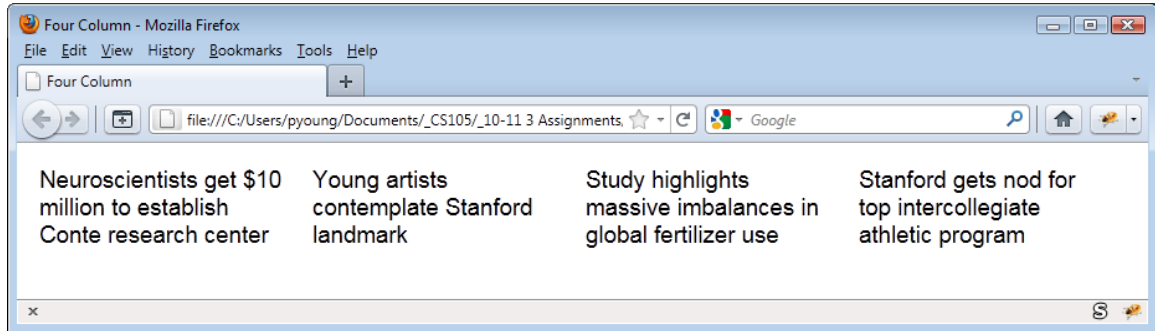 Four Column - Mozilla Firefox
File Edit View History Bookmarks Tools Help
Four Column
file:///C:/Users/pyoung/Documents/_CS105/_10-11 3 Assignments,
Google
Neuroscientists get $10
million to establish
Conte research center
Young artists
contemplate Stanford
landmark
Study highlights
massive imbalances in
global fertilizer use
Stanford gets nod for
top intercollegiate
athletic program
S